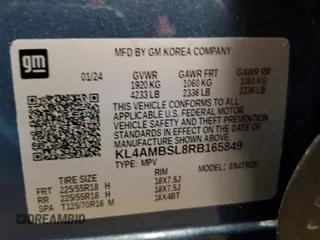 gm
MFD BY GM KOREA COMPANY
01/24 GVWR GAWR FRT GAWR RR
1920 KG 1060 KG 1060 KG
4233 LB 2336 LB 2336 LB
THIS VEHICLE CONFORMS TO ALL
APPLICABLE U.S. FEDERAL MOTOR
VEHICLE SAFETY, BUMPER, AND
THEFT PREVENTION STANDARDS IN
EFFECT ON THE DATE OF
MANUFACTURE SHOWN ABOVE.
KL4AMBSL8RB165849
TYPE: MPV MODEL:
TIRE RIM
FRT 225/55R18 H 18X7.5J
RR 225/55R18 H 18X7.5J
SPA T125/70R16 M 16X4BT
AUTOBIDMASTER